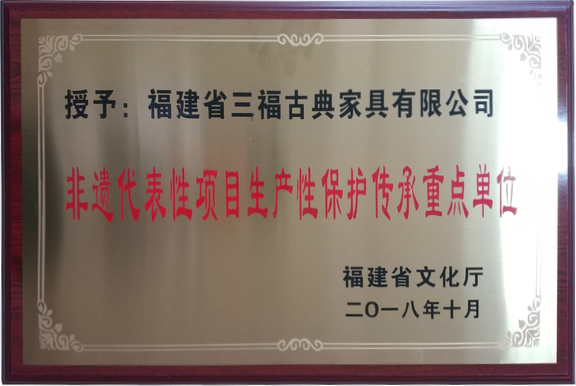 授予：福建省三福古典家具有限公司
非遗代表性项目生产性保护传承重点单位
福建省文化厅
二〇一八年十月